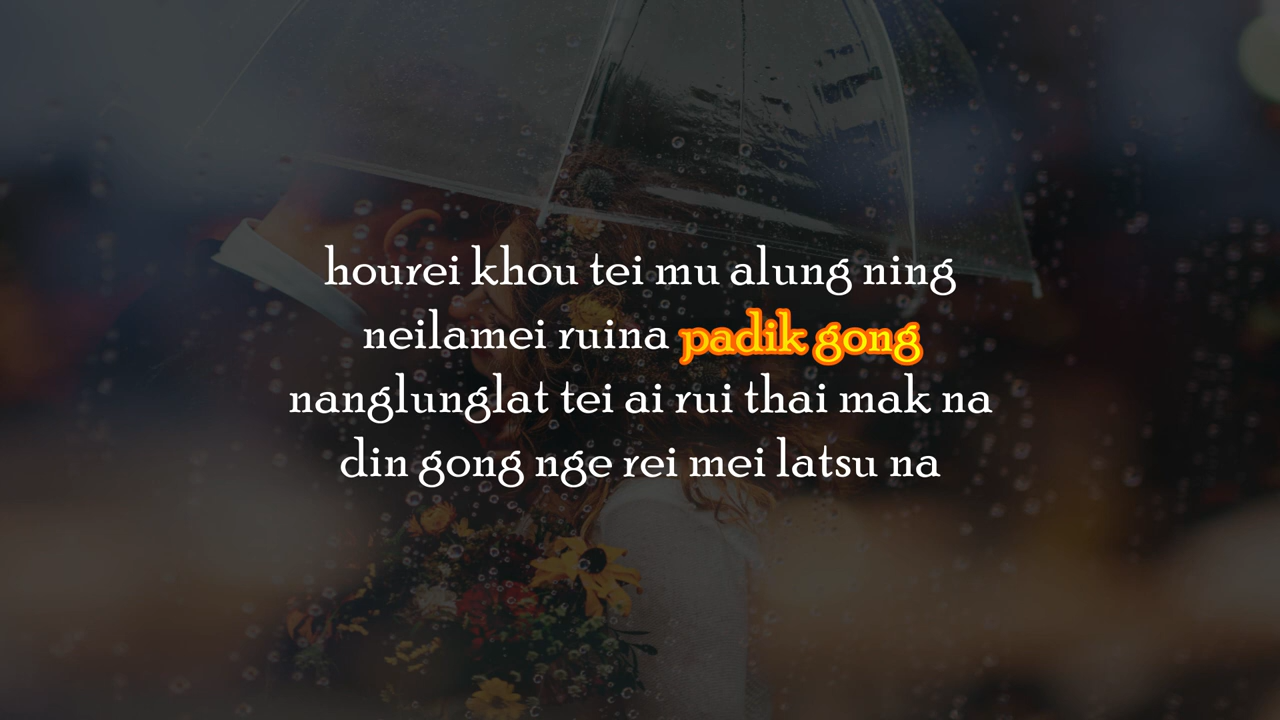 hourei khou tei mu alung ning
neilamei ruina padik gong
nanglunglat tei ai rui thai mak na
din gong nge rei mei latsu na